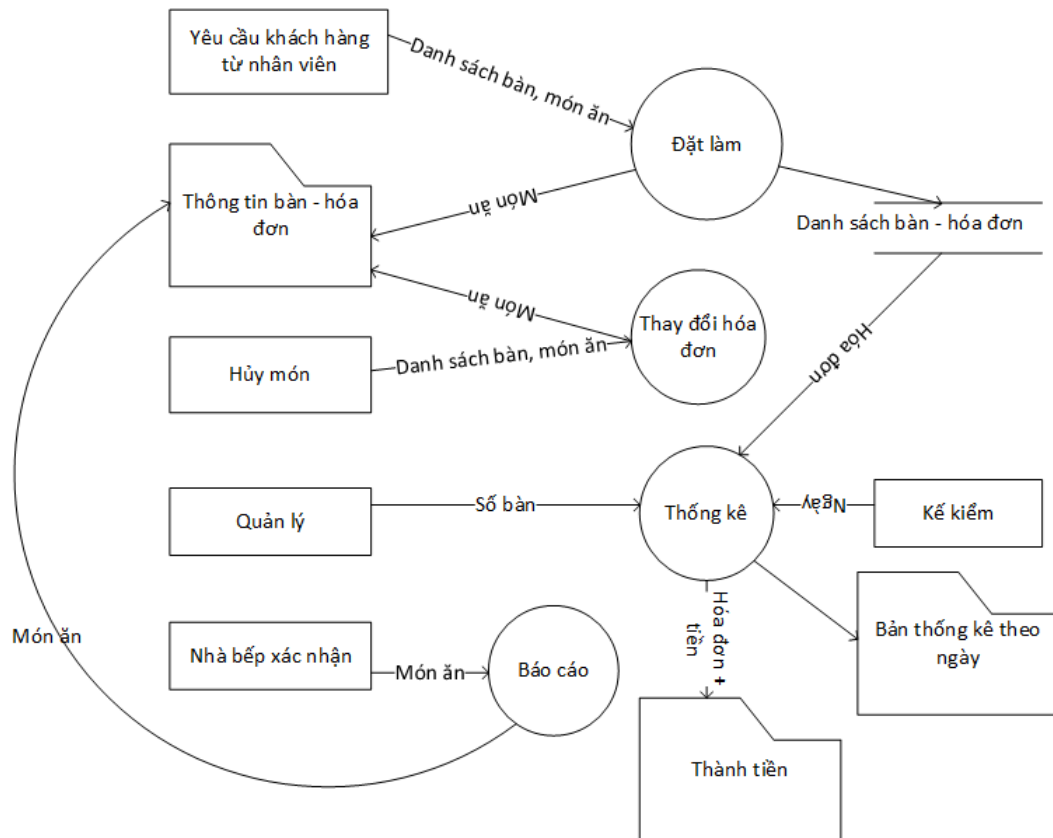 Yêu cầu khách hàng
từ nhân viên
Danh sách bàn, món ăn
Đặt làm
Thông tin bàn - hóa
đơn
Món ăn
Danh sách bàn - hóa đơn
Món ăn
Thay đổi hóa
đơn
Hủy món
Danh sách bàn, món ăn
Hóa đơn
Quản lý
Số bàn
Thống kê
Ngày
Kế kiểm
Hóa đơn +
tiền
Bản thống kê theo
ngày
Món ăn
Nhà bếp xác nhận
Món ăn
Báo cáo
Thành tiền